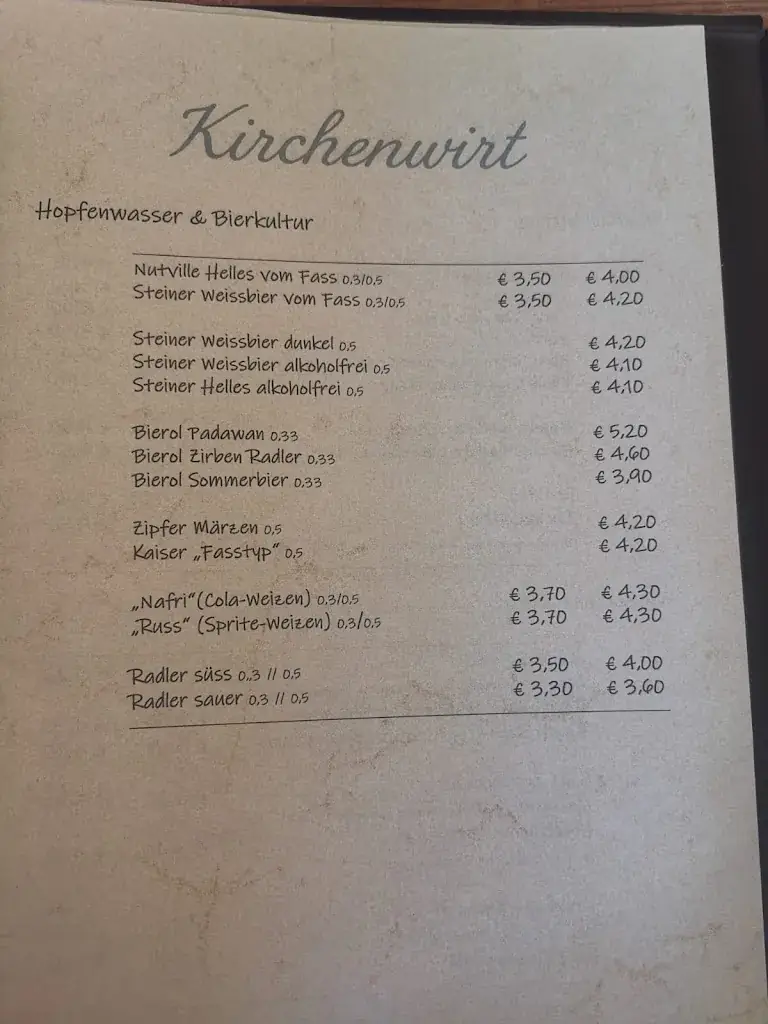 Kirchenwirt
Hopfenwasser & Bierkultur
Nutville Helles vom Fass 0,3/0,5 € 3,50 € 4,00
Steiner Weissbier vom Fass 0,3/0,5 € 3,50 € 4,20
Steiner Weissbier dunkel 0,5 € 4,20
Steiner Weissbier alkoholfrei 0,5 € 4,10
Steiner Helles alkoholfrei 0,5 € 4,10
Bierol Padawan 0,33 € 5,20
Bierol Zirben Radler 0,33 € 4,60
Bierol Sommerbier 0,33 € 3,90
Zipfer Märzen 0,5 € 4,20
Kaiser „Fasstyp" 0,5 € 4,20
„Nafri"(Cola-Weizen) 0,3/0,5 € 3,70 € 4,30
„Russ" (Sprite-Weizen) 0,3/0,5 € 3,70 € 4,30
Radler süss 0,.3 // 0,5 € 3,50 € 4,00
Radler sauer 0,3 // 0,5 € 3,30 € 3,60